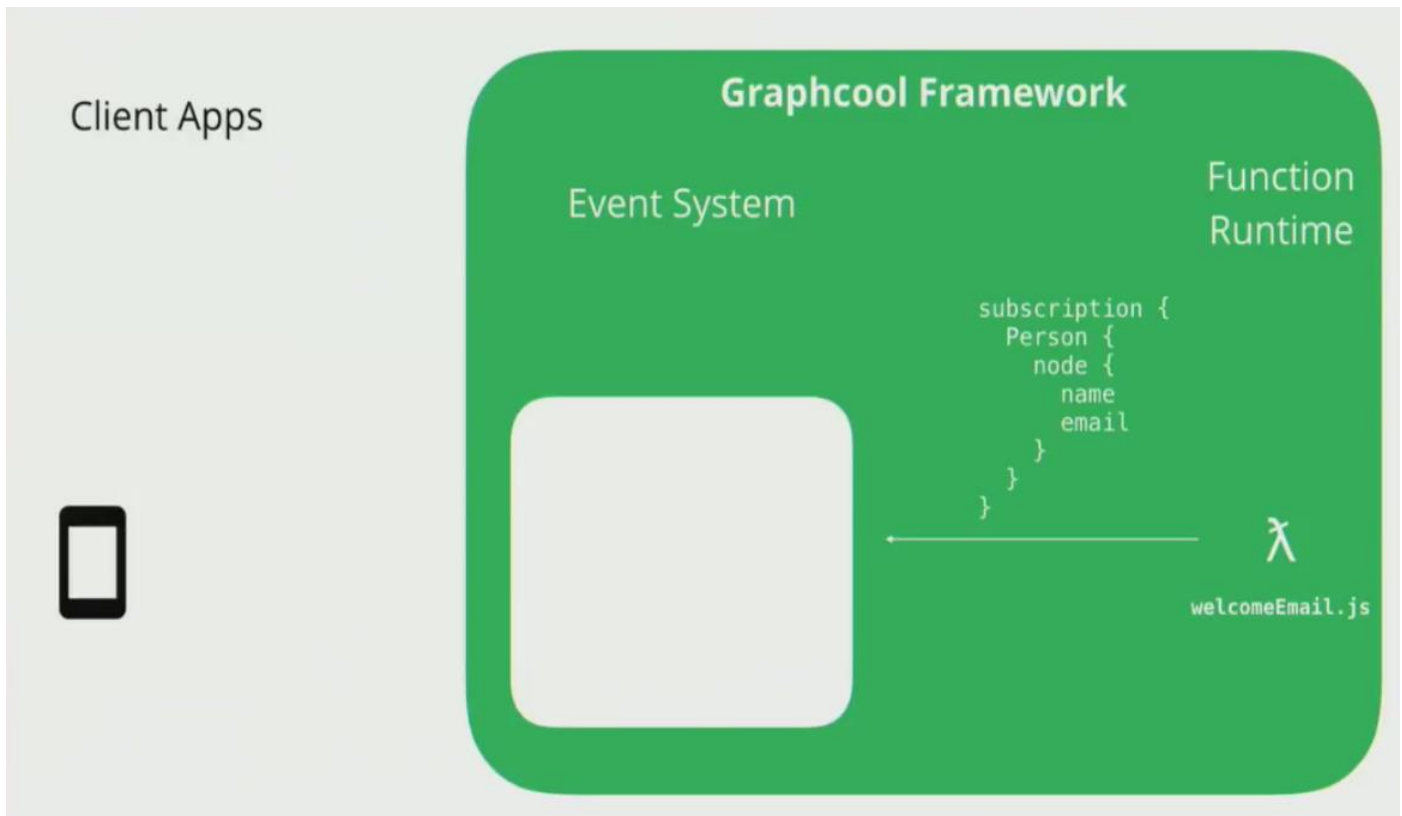 Client Apps
Graphcool Framework
Event System
Function
Runtime
subscription {
  Person {
    node {
      name
      email
    }
  }
}
λ
welcomeEmail.js